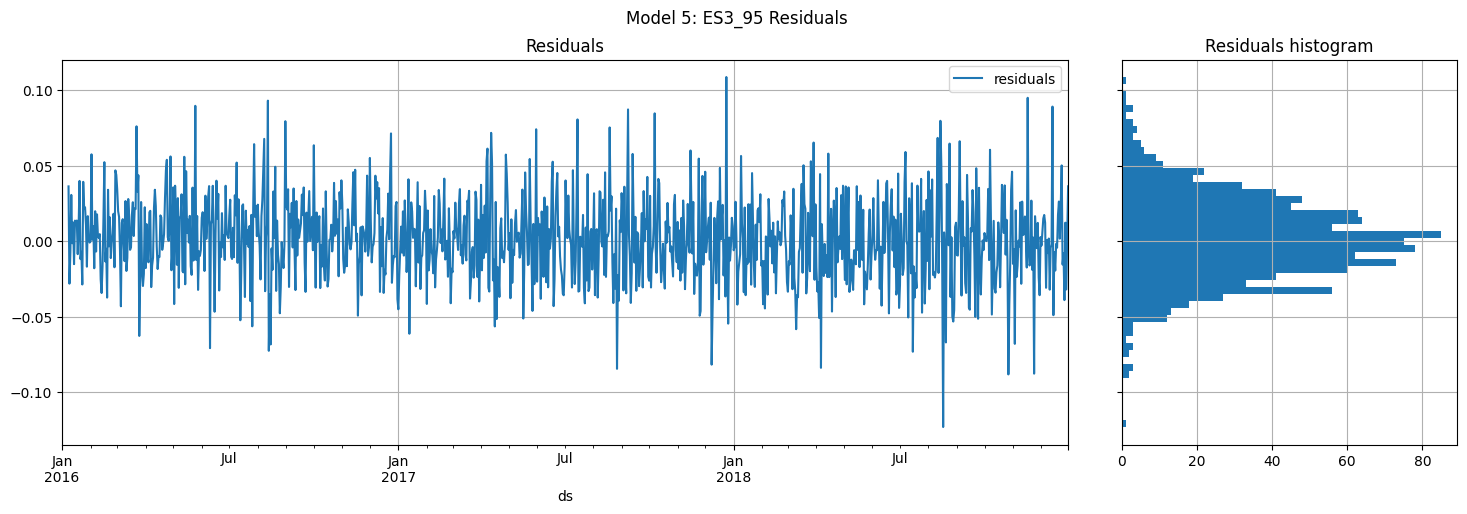 Model 5: ES3_95 Residuals
Residuals
Residuals histogram
residuals
0.10
0.05
0.00
−0.05
−0.10
Jan
2016
Jul
Jan
2017
Jul
Jan
2018
Jul
ds
0 20 40 60 80